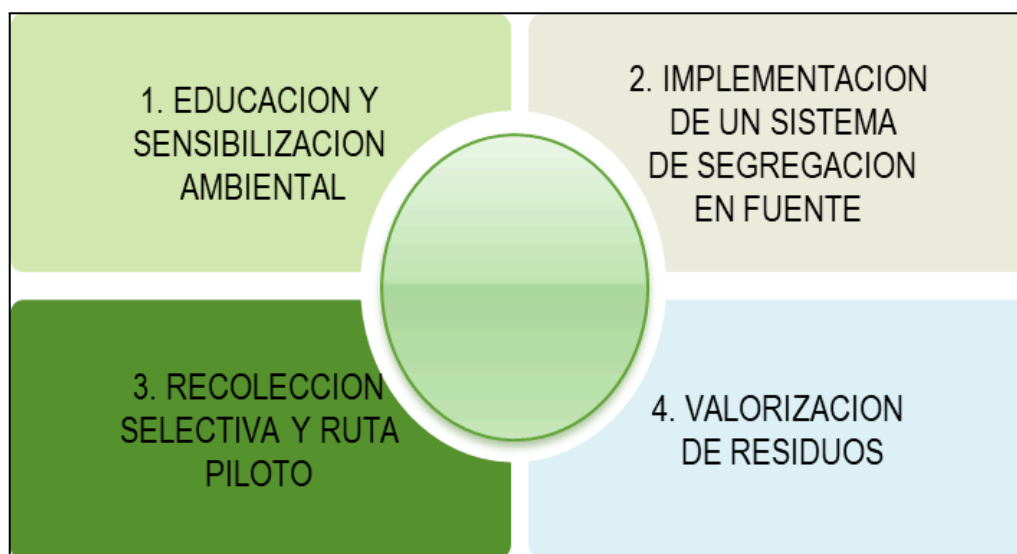 1. EDUCACION Y
SENSIBILIZACION
AMBIENTAL
2. IMPLEMENTACION
DE UN SISTEMA
DE SEGREGACION
EN FUENTE
3. RECOLECCION
SELECTIVA Y RUTA
PILOTO
4. VALORIZACION
DE RESIDUOS